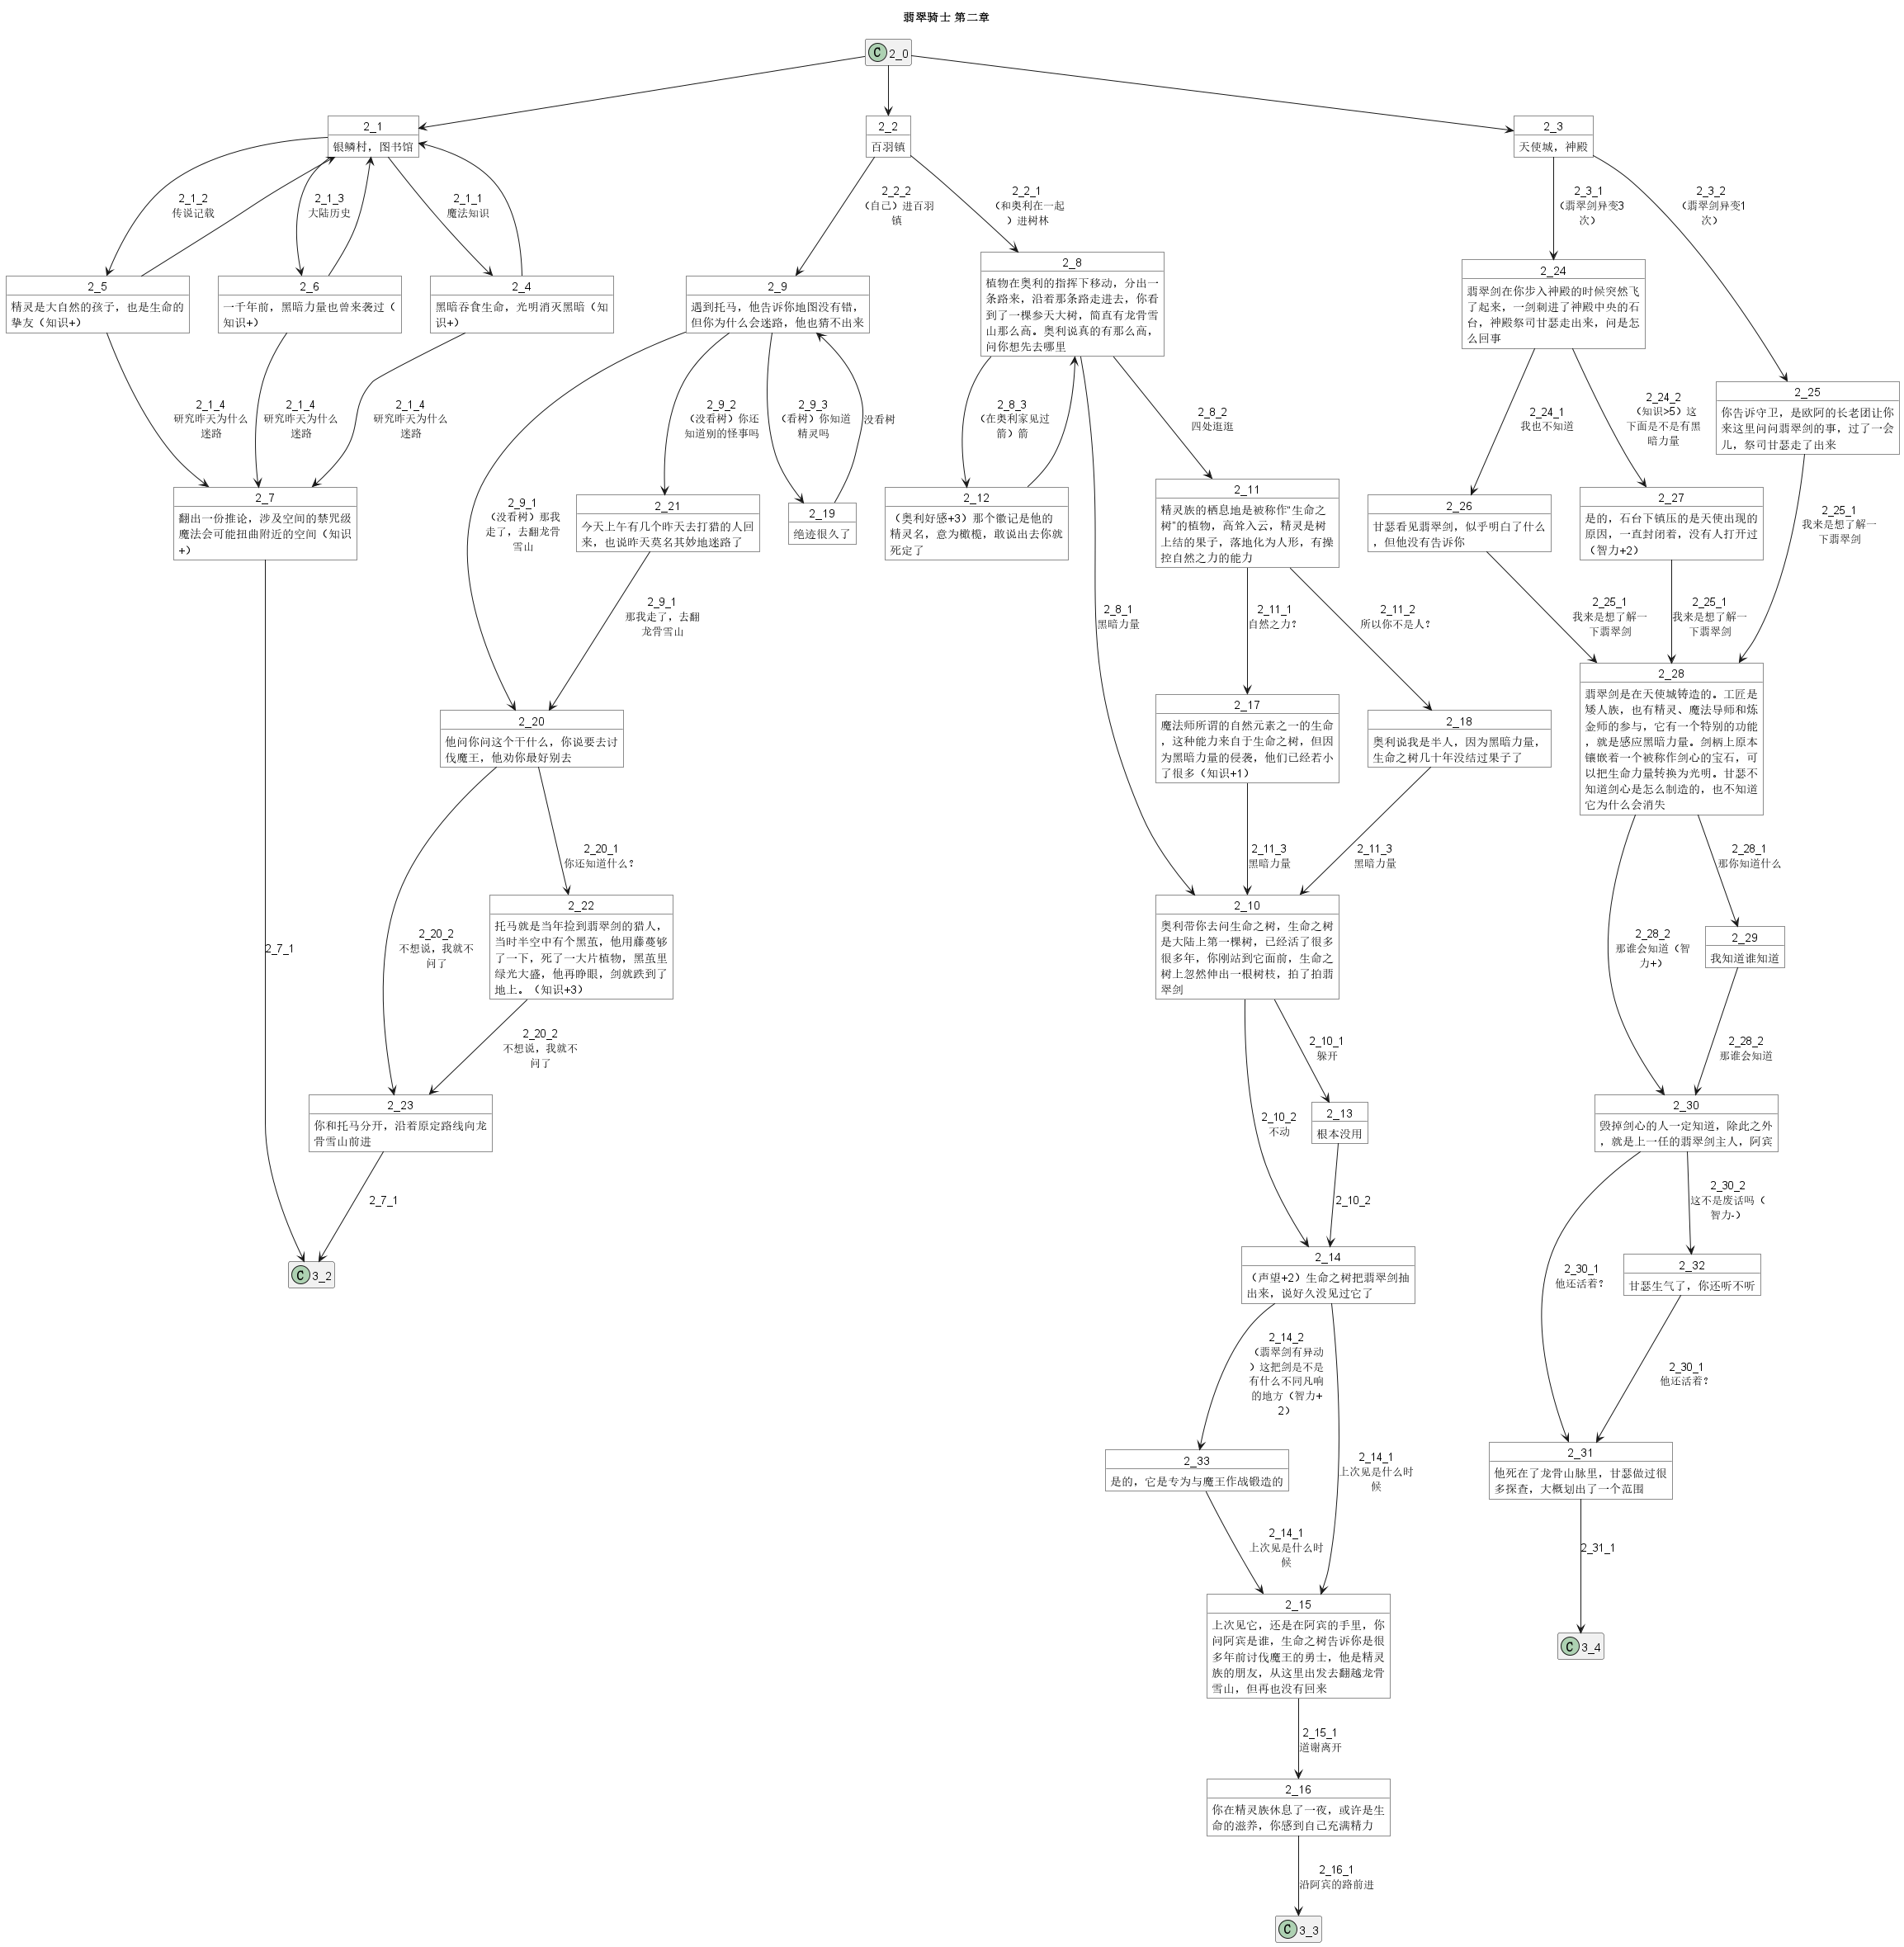 翡翠骑士 第二章
C 2_0
2_1
银鳞村，图书馆
2_2
百羽镇
2_3
天使城，神殿
2_1_2
传说记载
2_1_3
大陆历史
2_1_1
魔法知识
2_2_2
（自己）进百羽
镇
2_2_1
（和奥利在一起
）进树林
2_3_1
（翡翠剑异变3
次）
2_3_2
（翡翠剑异变1
次）
2_5
精灵是大自然的孩子，也是生命的
挚友（知识+）
2_6
一千年前，黑暗力量也曾来袭过（
知识+）
2_4
黑暗吞食生命，光明消灭黑暗（知
识+）
2_9
遇到托马，他告诉你地图没有错，
但你为什么会迷路，他也猜不出来
2_8
植物在奥利的指挥下移动，分出一
条路来，沿着那条路走进去，你看
到了一棵参天大树，简直有龙骨雪
山那么高。奥利说真的有那么高，
问你想先去哪里
2_24
翡翠剑在你步入神殿的时候突然飞
了起来，一剑刺进了神殿中央的石
台，神殿祭司甘瑟走出来，问是怎
么回事
2_25
你告诉守卫，是欧阿的长老团让你
来这里问问翡翠剑的事，过了一会
儿，祭司甘瑟走了出来
2_1_4
研究昨天为什么
迷路
2_1_4
研究昨天为什么
迷路
2_1_4
研究昨天为什么
迷路
2_9_2
（没看树）你还
知道别的怪事吗
2_9_3
（看树）你知道
精灵吗
没看树
2_8_3
（在奥利家见过
箭）箭
2_8_2
四处逛逛
2_24_1
我也不知道
2_24_2
（知识>5）这
下面是不是有黑
暗力量
2_7
翻出一份推论，涉及空间的禁咒级
魔法会可能扭曲附近的空间（知识
+）
2_9_1
（没看树）那我
走了，去翻龙骨
雪山
2_21
今天上午有几个昨天去打猎的人回
来，也说昨天莫名其妙地迷路了
2_19
绝迹很久了
2_12
（奥利好感+3）那个徽记是他的
精灵名，意为橄榄，敢说出去你就
死定了
2_11
精灵族的栖息地是被称作"生命之
树"的植物，高耸入云，精灵是树
上结的果子，落地化为人形，有操
控自然之力的能力
2_26
甘瑟看见翡翠剑，似乎明白了什么
，但他没有告诉你
2_27
是的，石台下镇压的是天使出现的
原因，一直封闭着，没有人打开过
（智力+2）
2_25_1
我来是想了解一
下翡翠剑
2_9_1
那我走了，去翻
龙骨雪山
2_8_1
黑暗力量
2_11_1
自然之力？
2_11_2
所以你不是人？
2_25_1
我来是想了解一
下翡翠剑
2_25_1
我来是想了解一
下翡翠剑
2_20
他问你问这个干什么，你说要去讨
伐魔王，他劝你最好别去
2_17
魔法师所谓的自然元素之一的生命
，这种能力来自于生命之树，但因
为黑暗力量的侵袭，他们已经若小
了很多（知识+1）
2_18
奥利说我是半人，因为黑暗力量，
生命之树几十年没结过果子了
2_28
翡翠剑是在天使城铸造的。工匠是
矮人族，也有精灵、魔法导师和炼
金师的参与，它有一个特别的功能
，就是感应黑暗力量。剑柄上原本
镶嵌着一个被称作剑心的宝石，可
以把生命力量转换为光明。甘瑟不
知道剑心是怎么制造的，也不知道
它为什么会消失
2_20_1
你还知道什么？
2_11_3
黑暗力量
2_11_3
黑暗力量
2_28_1
那你知道什么
2_7_1
2_20_2
不想说，我就不
问了
2_22
托马就是当年捡到翡翠剑的猎人，
当时半空中有个黑茧，他用藤蔓够
了一下，死了一大片植物，黑茧里
绿光大盛，他再睁眼，剑就跌到了
地上。（知识+3）
2_10
奥利带你去问生命之树，生命之树
是大陆上第一棵树，已经活了很多
很多年，你刚站到它面前，生命之
树上忽然伸出一根树枝，拍了拍翡
翠剑
2_28_2
那谁会知道（智
力+）
2_29
我知道谁知道
2_20_2
不想说，我就不
问了
2_10_1
躲开
2_28_2
那谁会知道
2_23
你和托马分开，沿着原定路线向龙
骨雪山前进
2_10_2
不动
2_13
根本没用
2_30
毁掉剑心的人一定知道，除此之外
，就是上一任的翡翠剑主人，阿宾
2_7_1
2_10_2
2_30_2
这不是废话吗（
智力-）
C 3_2
2_14
（声望+2）生命之树把翡翠剑抽
出来，说好久没见过它了
2_30_1
他还活着？
2_32
甘瑟生气了，你还听不听
2_14_2
（翡翠剑有异动
）这把剑是不是
有什么不同凡响
的地方（智力+
2）
2_30_1
他还活着？
2_33
是的，它是专为与魔王作战锻造的
2_14_1
上次见是什么时
候
2_31
他死在了龙骨山脉里，甘瑟做过很
多探查，大概划出了一个范围
2_14_1
上次见是什么时
候
2_31_1
2_15
上次见它，还是在阿宾的手里，你
问阿宾是谁，生命之树告诉你是很
多年前讨伐魔王的勇士，他是精灵
族的朋友，从这里出发去翻越龙骨
雪山，但再也没有回来
C 3_4
2_15_1
道谢离开
2_16
你在精灵族休息了一夜，或许是生
命的滋养，你感到自己充满精力
2_16_1
沿阿宾的路前进
C 3_3